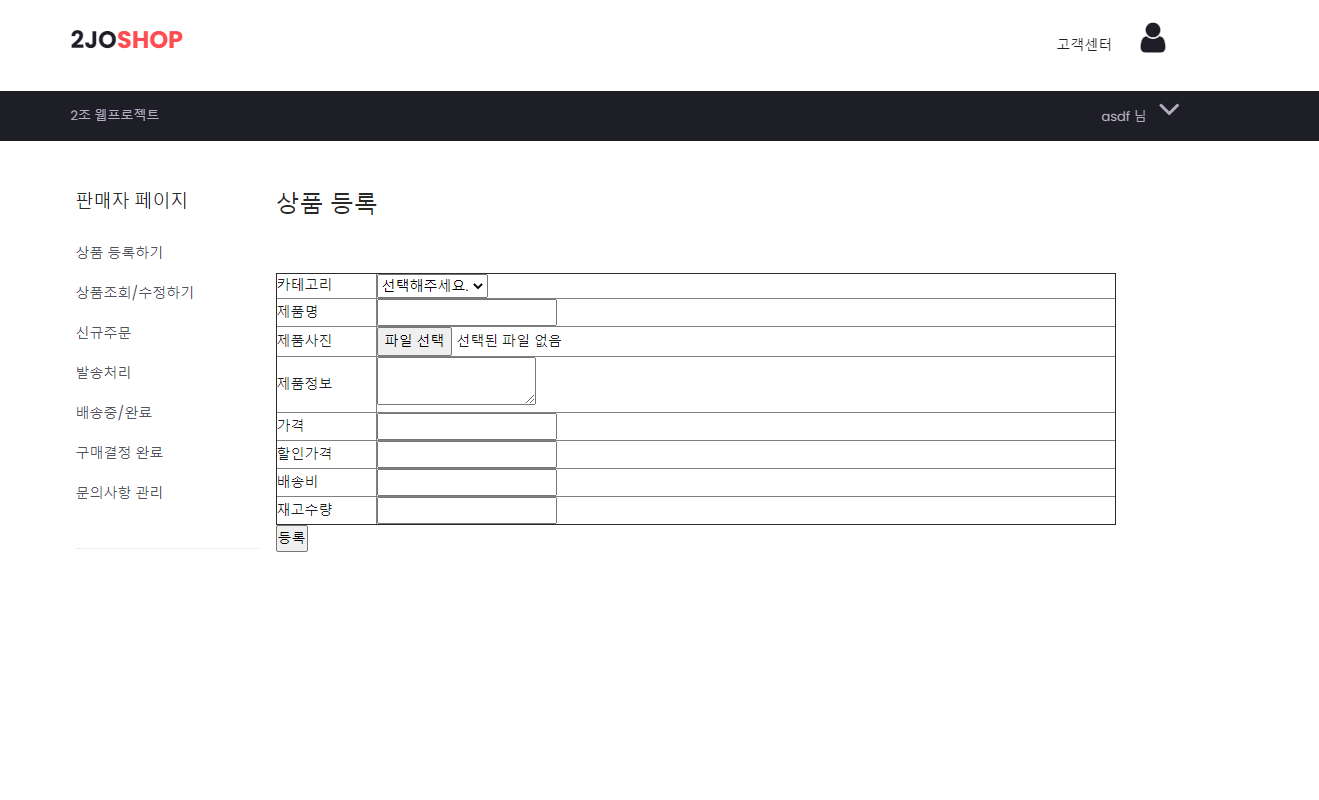 2JOSHOP
고객센터
2조 웹프로젝트
asdf 님
판매자 페이지
상품 등록하기
상품조회/수정하기
신규주문
발송처리
배송중/완료
구매결정 완료
문의사항 관리
상품 등록
카테고리 선택해주세요.
제품명
제품사진 파일 선택 선택된 파일 없음
제품정보
가격
할인가격
배송비
재고수량
등록